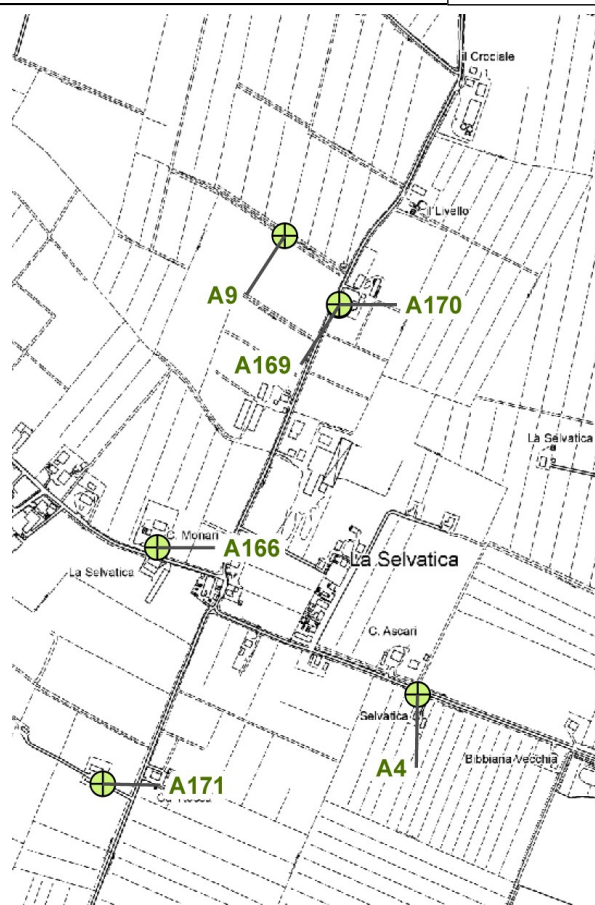 il Crociale
il'Livello
A9
A170
A169
La Selvatica
C. Monari
A166
La Selvatica
La Selvatica
C. Ascari
Selvatica
A4
Bibbiana Vecchia
A171